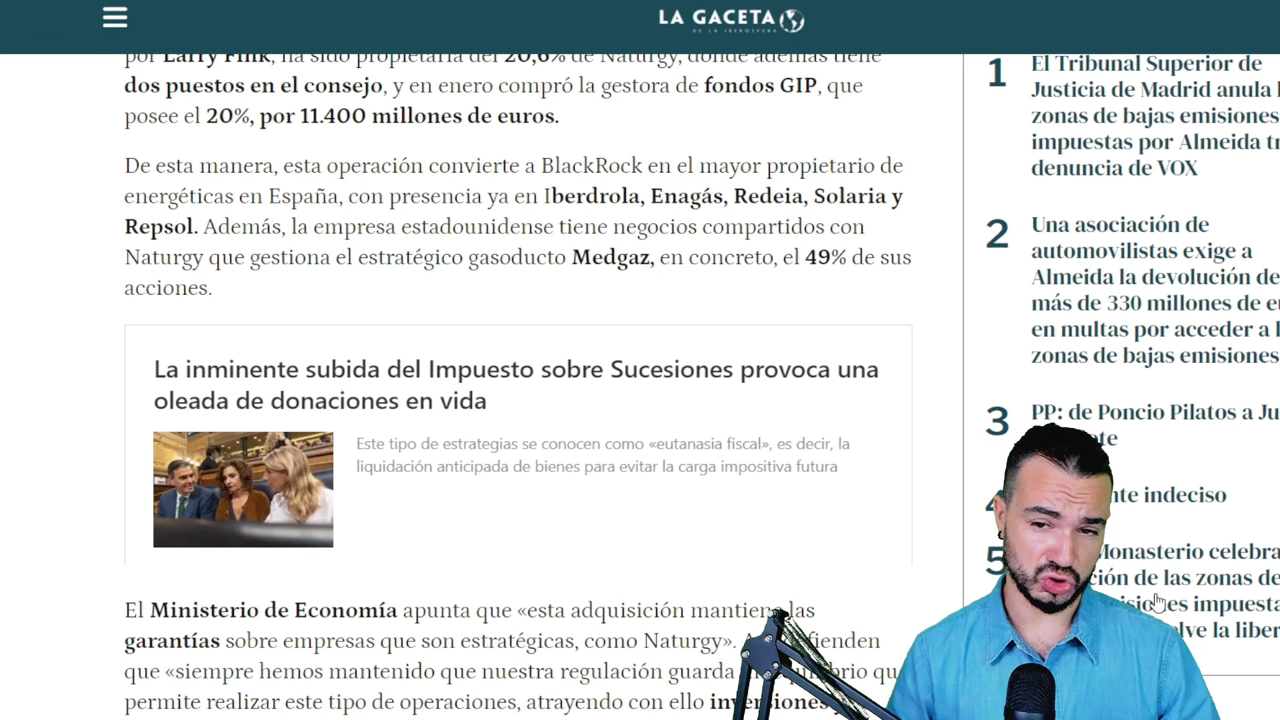 LA GACETA
DE LA IBEROSFERA
por Larry Fink, ha sido propietaria del 20,6% de Naturgy, donde además tiene
dos puestos en el consejo, y en enero compró la gestora de fondos GIP, que
posee el 20%, por 11.400 millones de euros.
De esta manera, esta operación convierte a BlackRock en el mayor propietario de
energéticas en España, con presencia ya en Iberdrola, Enagás, Redeia, Solaria y
Repsol. Además, la empresa estadounidense tiene negocios compartidos con
Naturgy que gestiona el estratégico gasoducto Medgaz, en concreto, el 49% de sus
acciones.
La inminente subida del Impuesto sobre Sucesiones provoca una
oleada de donaciones en vida
Este tipo de estrategias se conocen como «eutanasia fiscal», es decir, la
liquidación anticipada de bienes para evitar la carga impositiva futura
El Ministerio de Economía apunta que «esta adquisición mantiene las
garantías sobre empresas que son estratégicas, como Naturgy».
que «siempre hemos mantenido que nuestra regulación guarda
permite realizar este tipo de operaciones, atrayendo con ello
1
El Tribunal Superior de
Justicia de Madrid anula
zonas de bajas emisiones
impuestas por Almeida
denuncia de VOX
2
Una asociación de
automovilistas exige a
Almeida la devolución de
más de 330 millones de
en multas por acceder a
zonas de bajas emisiones
3
PP: de Poncio Pilatos a
4
indeciso
5
Monasterio celebra
de las zonas de